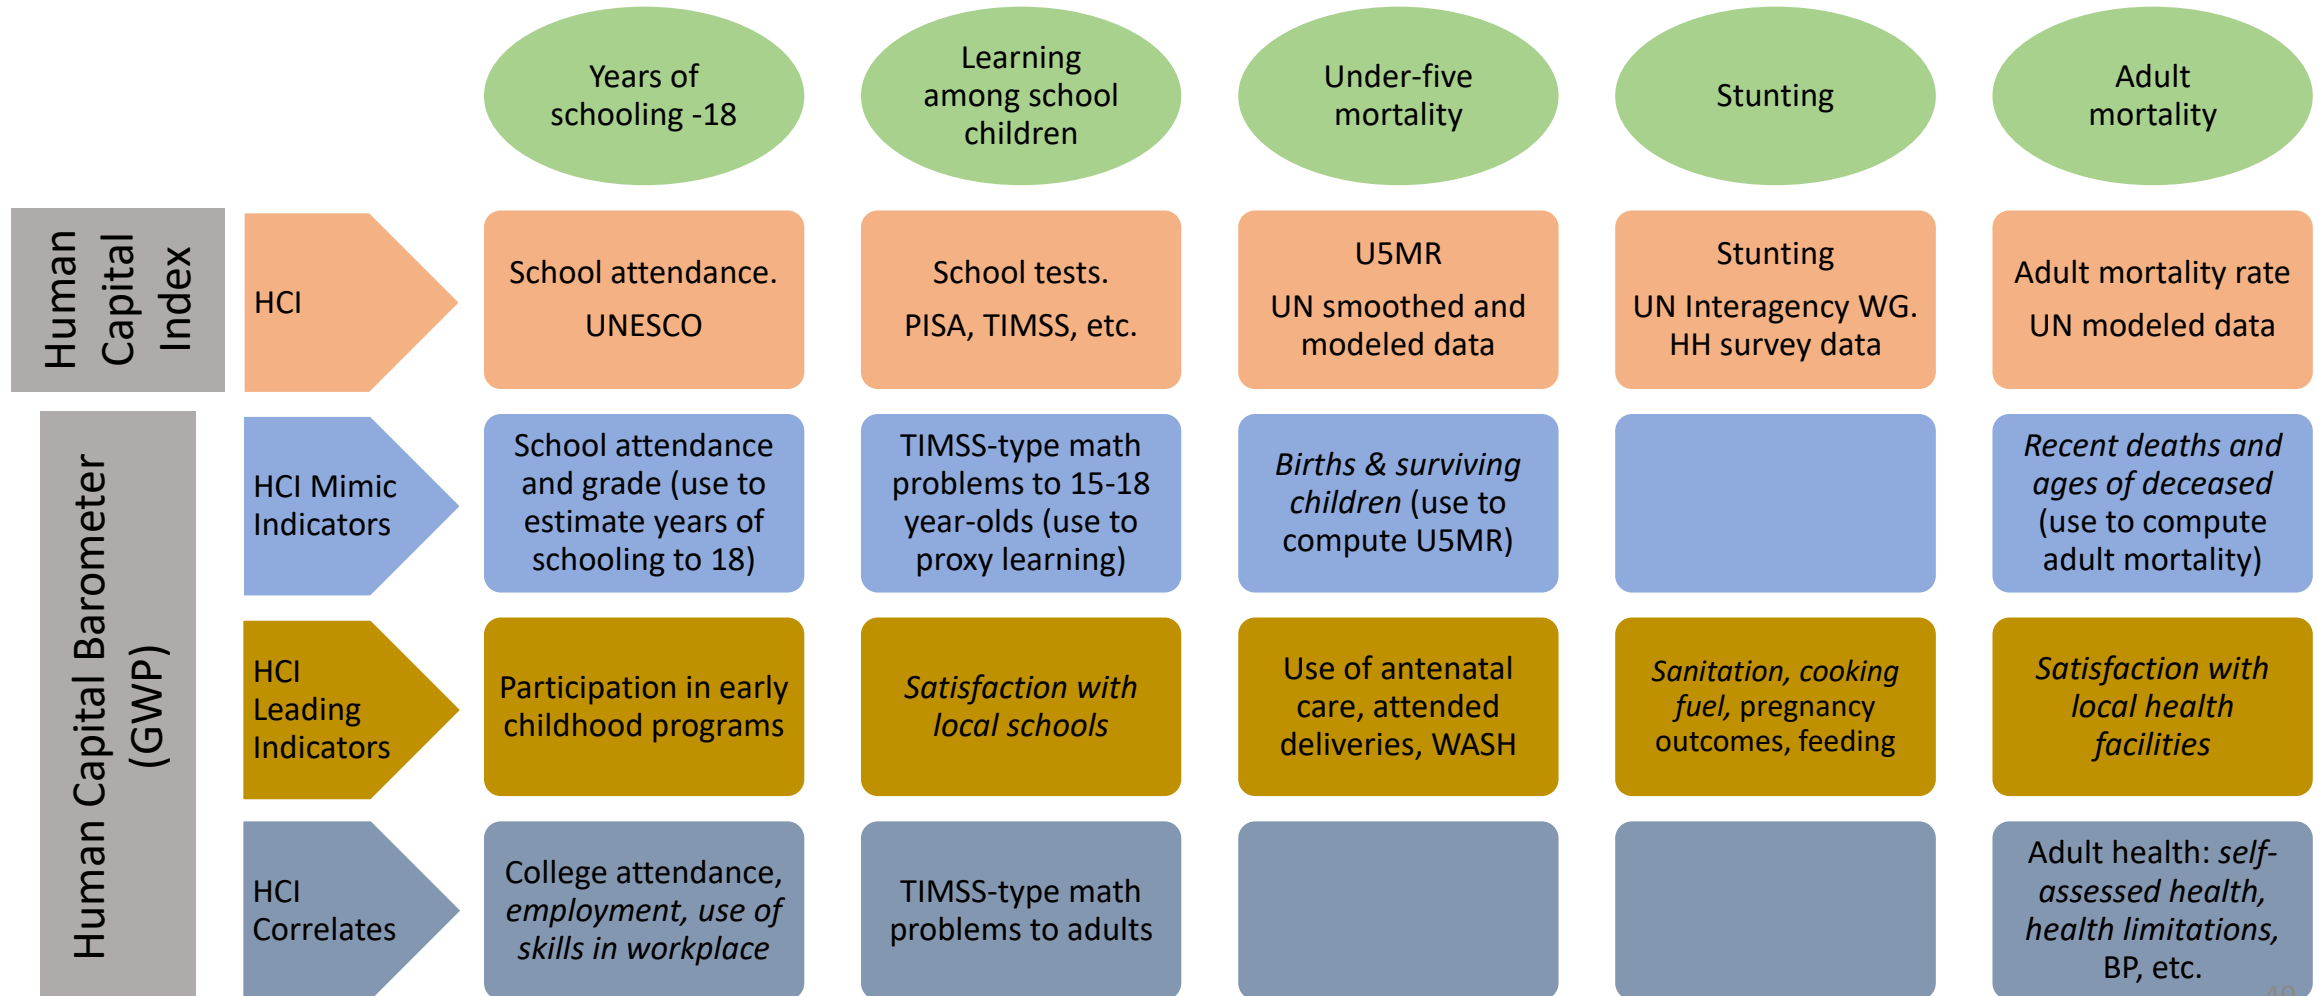 Years of
schooling -18
Learning
among school
children
Under-five
mortality
Stunting
Adult
mortality
Human
Capital
Index
HCI
School attendance.
UNESCO
School tests.
PISA, TIMSS, etc.
U5MR
UN smoothed and
modeled data
Stunting
UN Interagency WG.
HH survey data
Adult mortality rate
UN modeled data
Human Capital Barometer
(GWP)
HCI Mimic
Indicators
School attendance
and grade (use to
estimate years of
schooling to 18)
TIMSS-type math
problems to 15-18
year-olds (use to
proxy learning)
Births & surviving
children (use to
compute U5MR)
Recent deaths and
ages of deceased
(use to compute
adult mortality)
HCI
Leading
Indicators
Participation in early
childhood programs
Satisfaction with
local schools
Use of antenatal
care, attended
deliveries, WASH
Sanitation, cooking
fuel, pregnancy
outcomes, feeding
Satisfaction with
local health
facilities
HCI
Correlates
College attendance,
employment, use of
skills in workplace
TIMSS-type math
problems to adults
Adult health: self-
assessed health,
health limitations,
BP, etc.